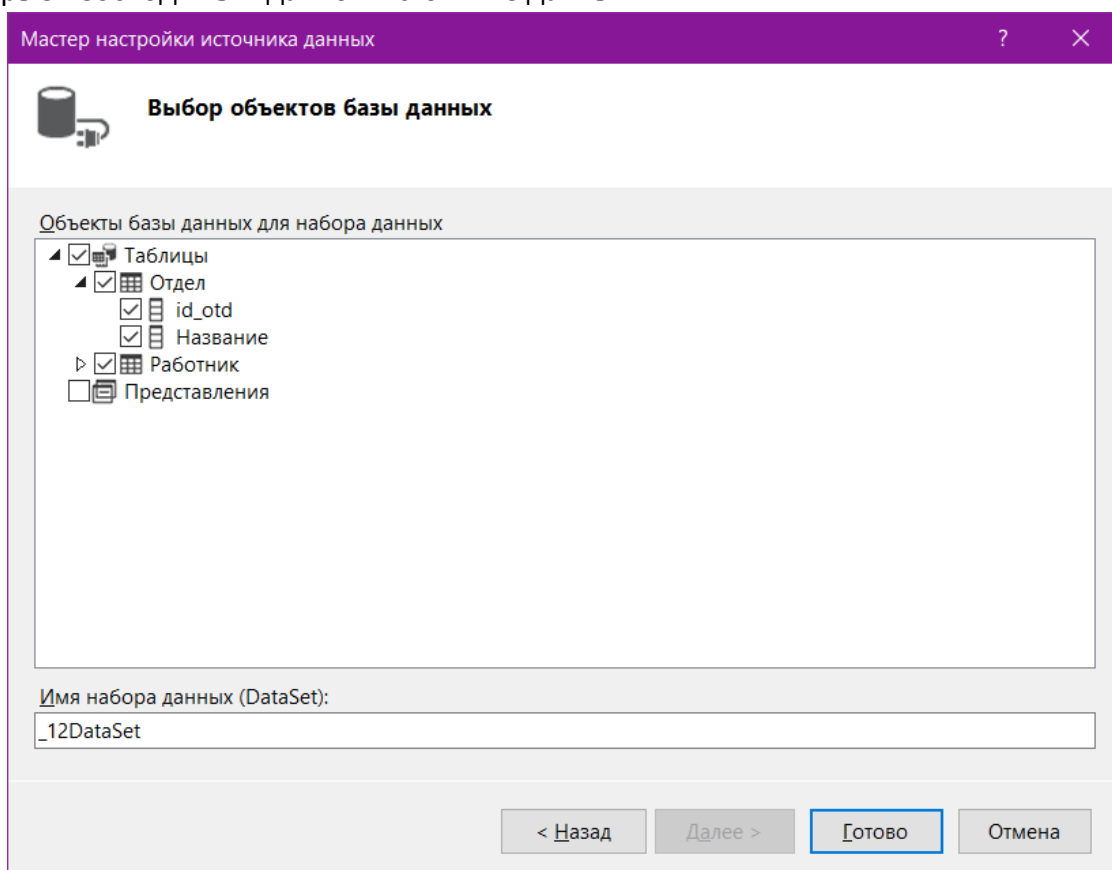 Мастер настройки источника данных ?
Выбор объектов базы данных
Объекты базы данных для набора данных
Таблицы
Отдел
id_otd
Название
Работник
Представления
Имя набора данных (DataSet):
_12DataSet
< Назад Далее > Готово Отмена